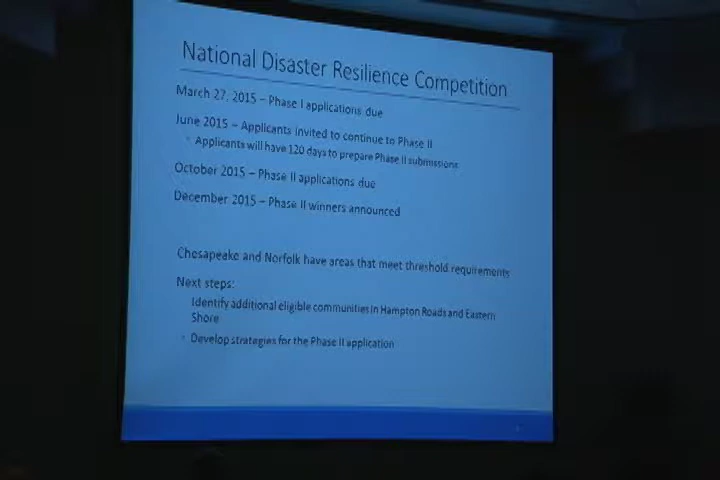 National Disaster Resilience Competition
March 27, 2015 – Phase I applications due
June 2015 – Applicants invited to continue to Phase II
Applicants will have 120 days to prepare Phase II submissions
October 2015 – Phase II applications due
December 2015 – Phase II winners announced
Chesapeake and Norfolk have areas that meet threshold requirements
Next steps:
Identify additional eligible communities in Hampton Roads and Eastern
Shore
Develop strategies for the Phase II application